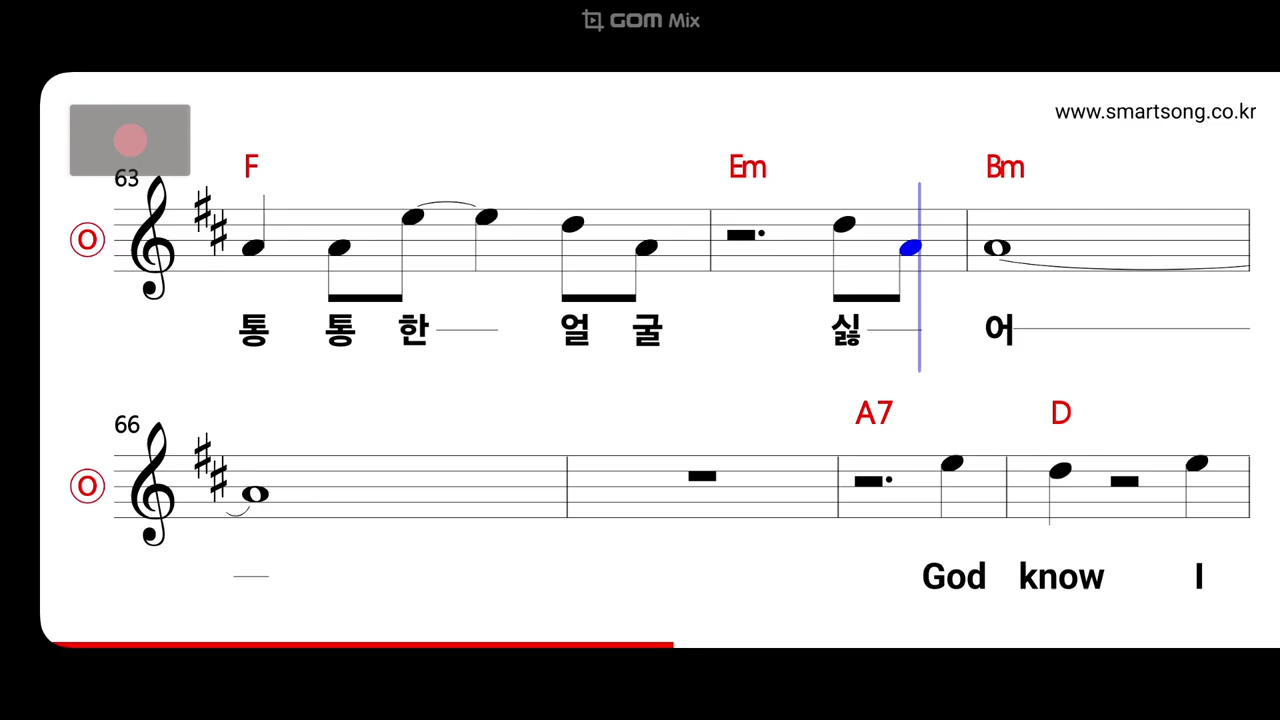 GOM Mix
www.smartsong.co.kr
F Em Bm
63
O
통 통 한 얼 굴 싫 어
A7 D
66
O
God know I